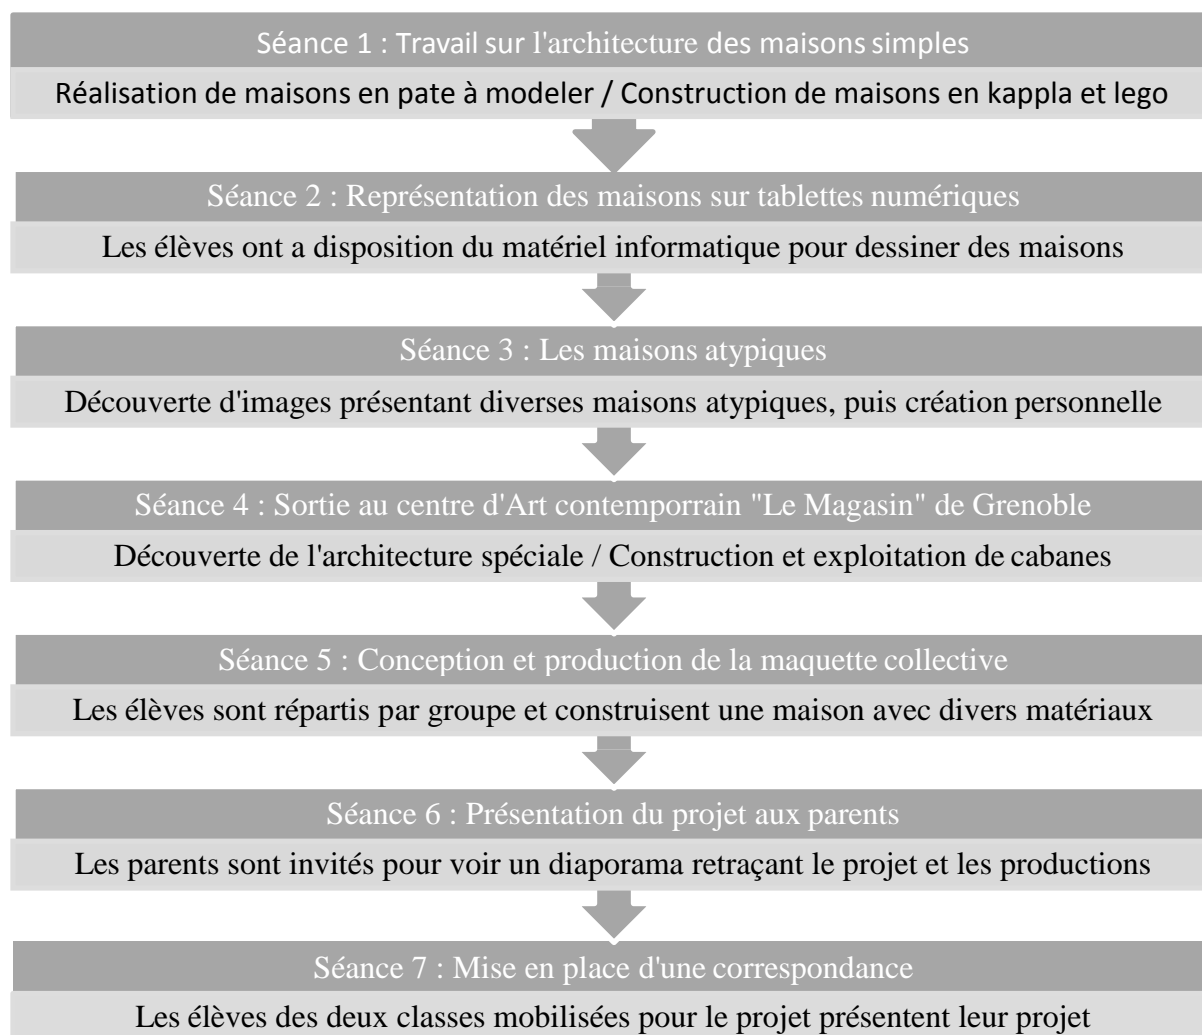 Séance 1 : Travail sur l'architecture des maisons simples
Réalisation de maisons en pate à modeler / Construction de maisons en kappla et lego
Séance 2 : Représentation des maisons sur tablettes numériques
Les élèves ont a disposition du matériel informatique pour dessiner des maisons
Séance 3 : Les maisons atypiques
Découverte d'images présentant diverses maisons atypiques, puis création personnelle
Séance 4 : Sortie au centre d'Art contemporrain "Le Magasin" de Grenoble
Découverte de l'architecture spéciale / Construction et exploitation de cabanes
Séance 5 : Conception et production de la maquette collective
Les élèves sont répartis par groupe et construisent une maison avec divers matériaux
Séance 6 : Présentation du projet aux parents
Les parents sont invités pour voir un diaporama retraçant le projet et les productions
Séance 7 : Mise en place d'une correspondance
Les élèves des deux classes mobilisées pour le projet présentent leur projet